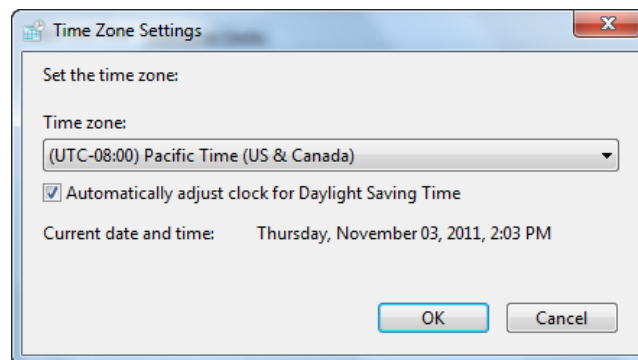 Time Zone Settings
Set the time zone:
Time zone:
(UTC-08:00) Pacific Time (US & Canada)
Automatically adjust clock for Daylight Saving Time
Current date and time: Thursday, November 03, 2011, 2:03 PM
OK Cancel